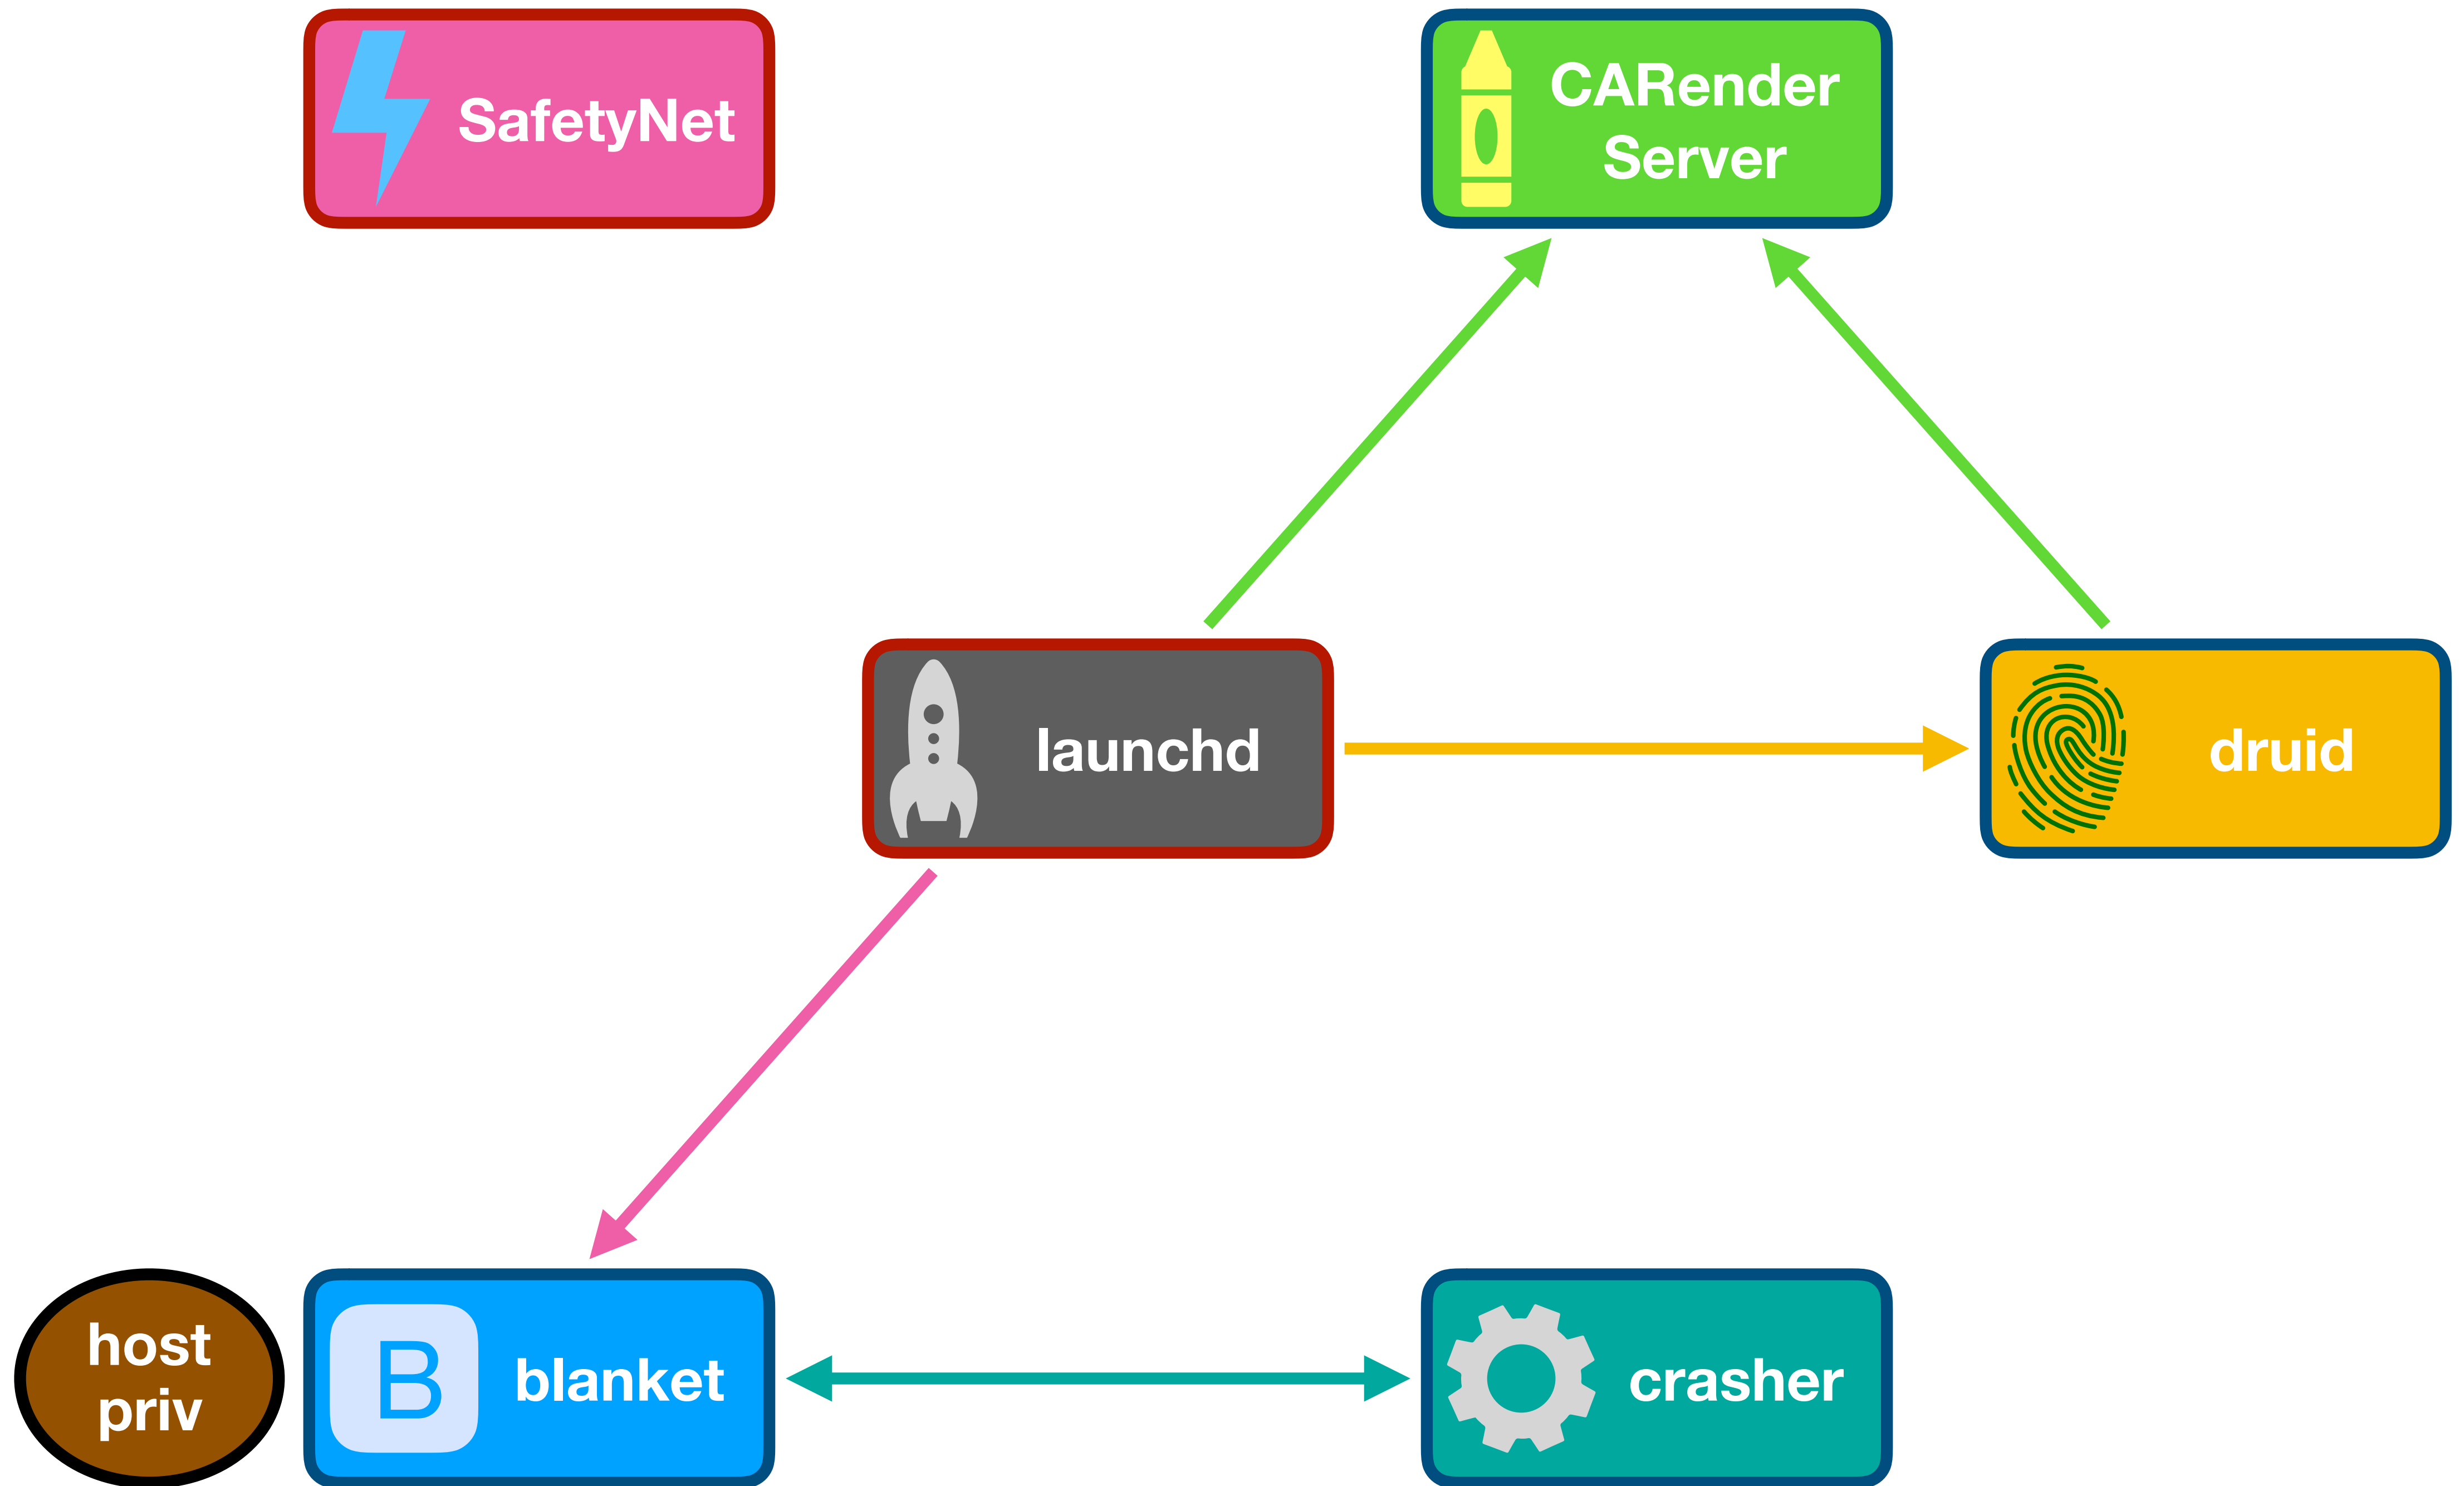 SafetyNet
CARender
Server
launchd
druid
host
priv
B
blanket
crasher